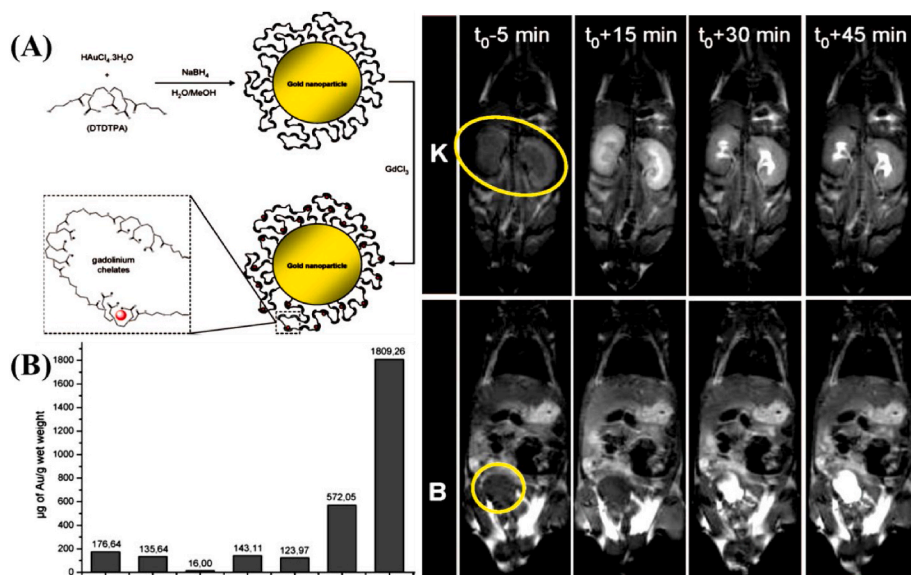 (A)
HAuCl₄.3H₂O
+
(DTDTPA)
NaBH₄
H₂O/MeOH
Gold nanoparticle
GdCl₃
gadolinium
chelates
Gold nanoparticle
(B)
µg of Au/g wet weight
1800
1600
1400
1200
1000
800
600
400
200
0
176,64
135,64
16,00
143,11
123,97
572,05
1809,26
t₀-5 min
t₀+15 min
t₀+30 min
t₀+45 min
K
B